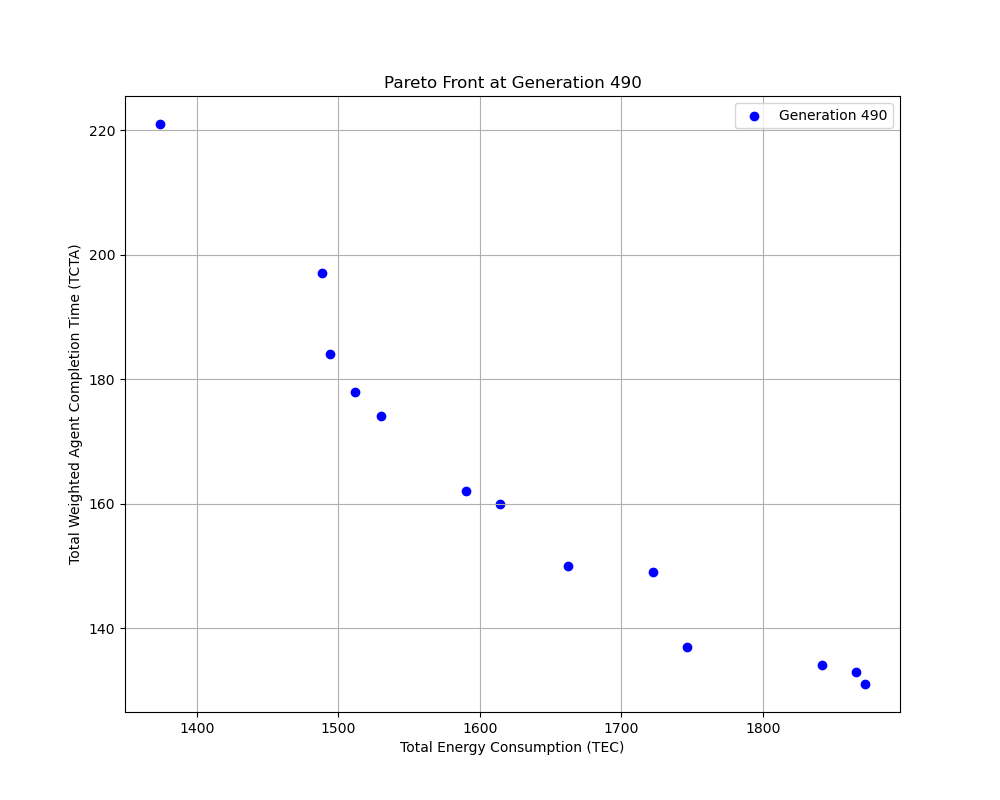 Pareto Front at Generation 490
Generation 490
Total Weighted Agent Completion Time (TCTA)
220
200
180
160
140
1400 1500 1600 1700 1800
Total Energy Consumption (TEC)